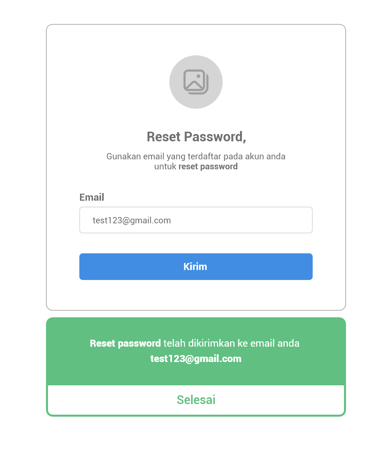 Reset Password,
Gunakan email yang terdaftar pada akun anda
untuk reset password
Email
test123@gmail.com
Kirim
Reset password telah dikirimkan ke email anda
test123@gmail.com
Selesai